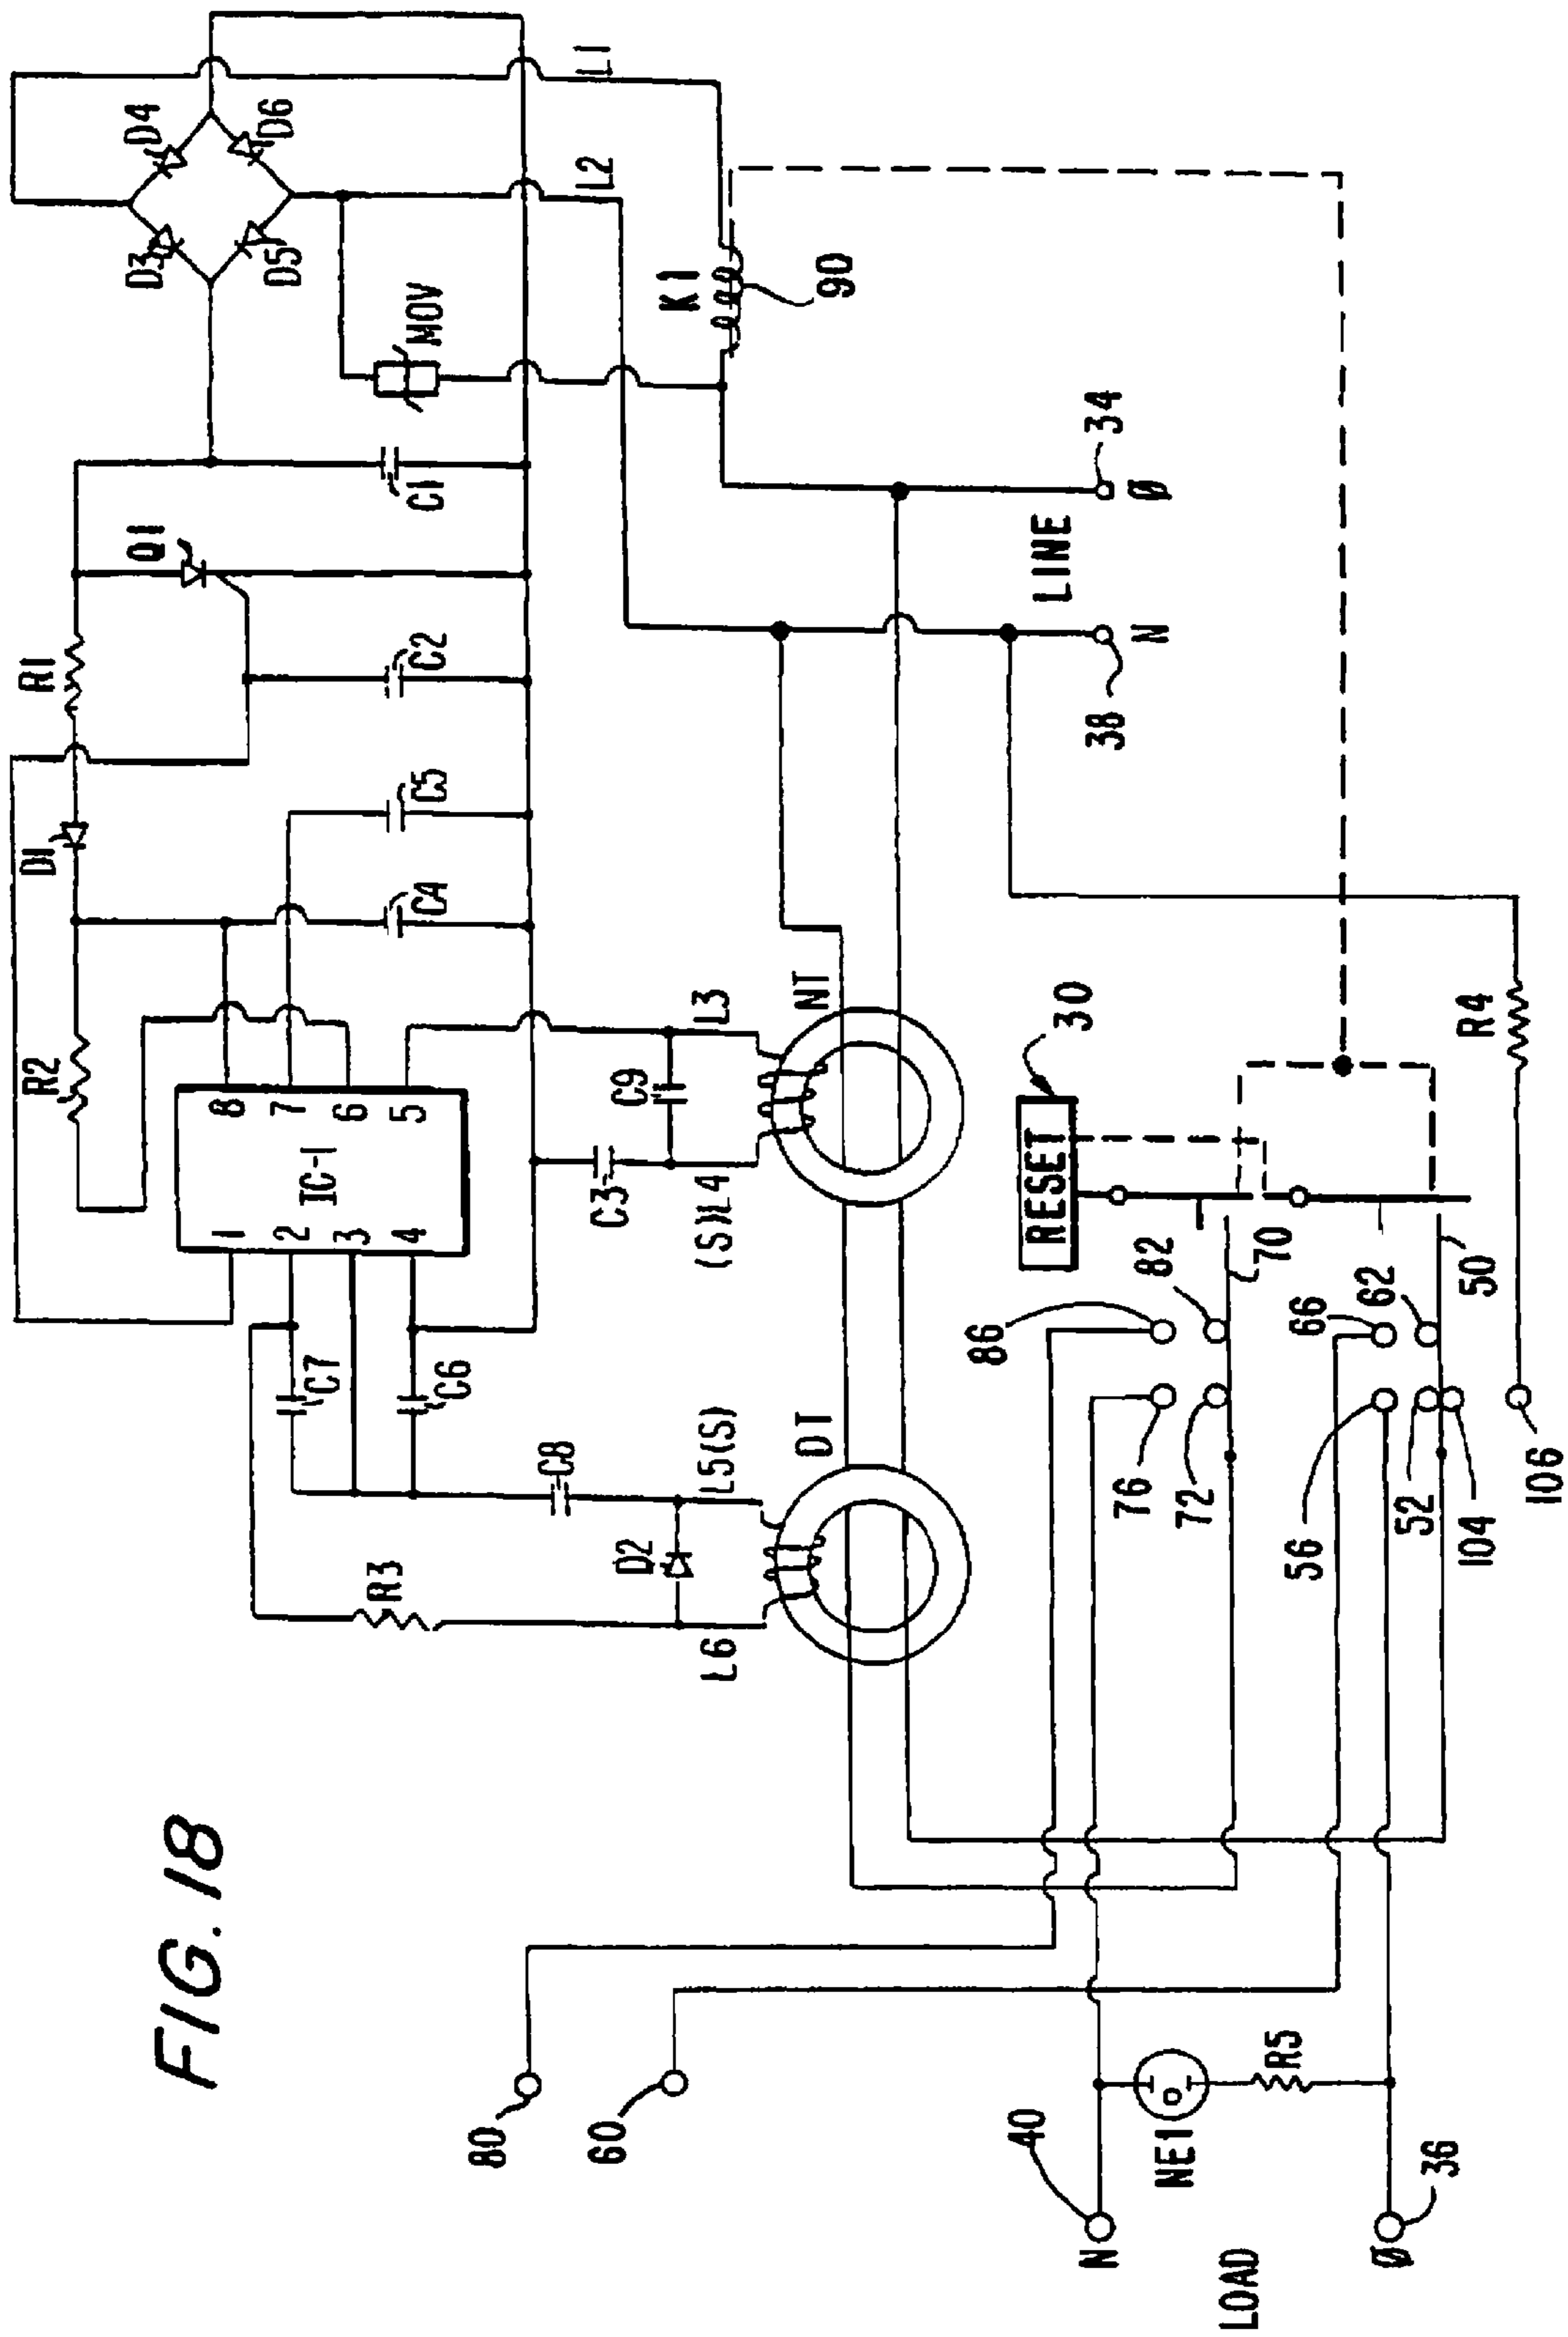 FIG. 18
D4
D6
L1
D3
D5
L2
MOV
K1
90
C1
Q1
R1
C2
34
Ø
LINE
N
38
D1
C5
C4
R2
8
7
6
5
IC-1
1
2
3
4
C9
L3
NT
C3
(S)L4
30
RESET
R4
C7
C6
82
70
86
66
62
50
C8
L5(S)
DT
76
72
56
52
104
106
R3
D2
L6
80
60
40
N
NE1
R5
LOAD
Ø
36